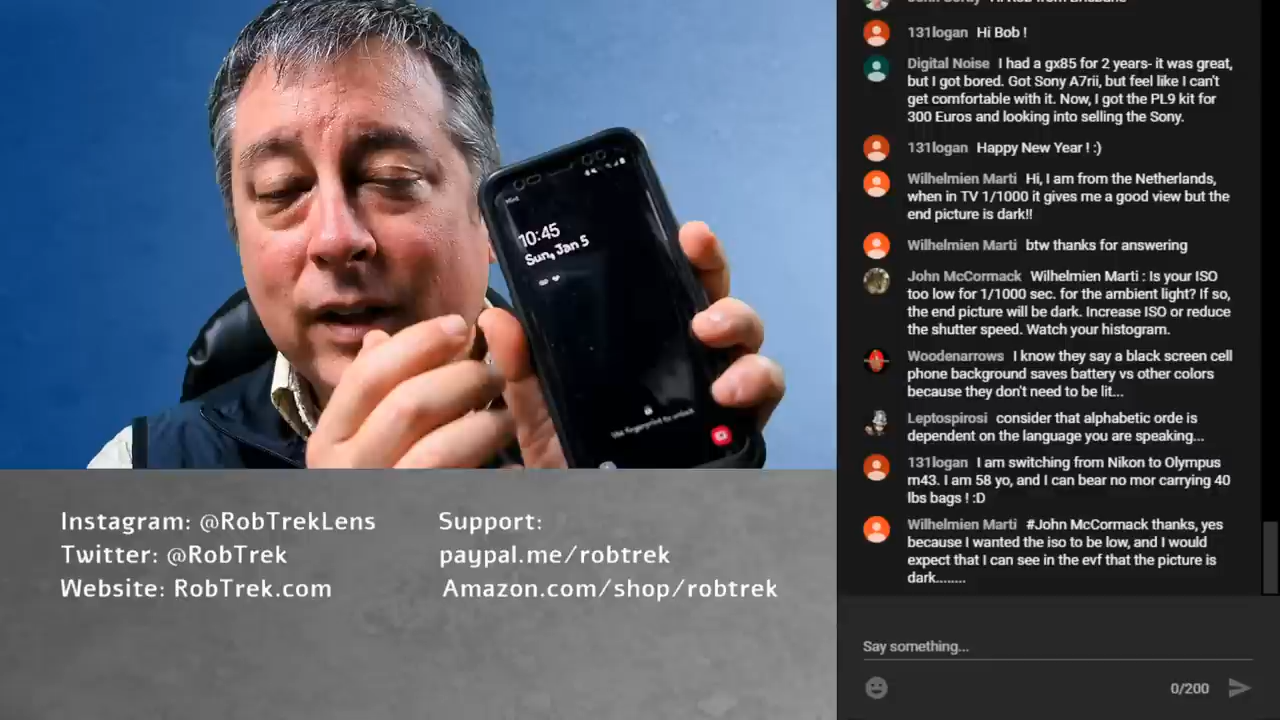 10:45
Sun, Jan 5
Use fingerprint to unlock
Instagram: @RobTrekLens
Twitter: @RobTrek
Website: RobTrek.com
Support:
paypal.me/robtrek
Amazon.com/shop/robtrek
131logan Hi Bob !
Digital Noise I had a gx85 for 2 years- it was great,
but I got bored. Got Sony A7rii, but feel like I can't
get comfortable with it. Now, I got the PL9 kit for
300 Euros and looking into selling the Sony.
131logan Happy New Year ! :)
Wilhelmien Marti Hi, I am from the Netherlands,
when in TV 1/1000 it gives me a good view but the
end picture is dark!!
Wilhelmien Marti btw thanks for answering
John McCormack Wilhelmien Marti : Is your ISO
too low for 1/1000 sec. for the ambient light? If so,
the end picture will be dark. Increase ISO or reduce
the shutter speed. Watch your histogram.
Woodenarrows I know they say a black screen cell
phone background saves battery vs other colors
because they don't need to be lit...
Leptospirosi consider that alphabetic orde is
dependent on the language you are speaking...
131logan I am switching from Nikon to Olympus
m43. I am 58 yo, and I can bear no mor carrying 40
lbs bags ! :D
Wilhelmien Marti #John McCormack thanks, yes
because I wanted the iso to be low, and I would
expect that I can see in the evf that the picture is
dark........
Say something...
0/200